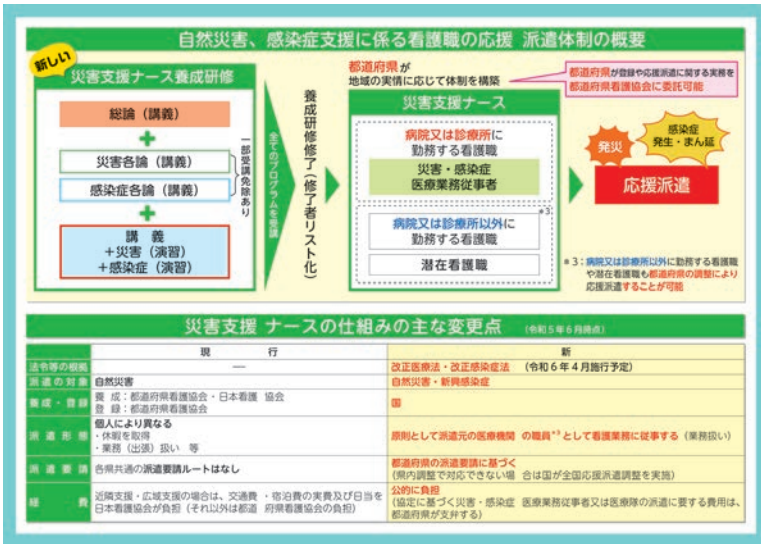 自然災害、感染症支援に係る看護職の応援 派遣体制の概要
新しい
災害支援ナース養成研修
総論（講義）
+
災害各論（講義）
感染症各論（講義）
一部受講免除あり
+
講 義
+災害（演習）
+感染症（演習）
全てのプログラムを受講
養成研修修了（修了者リスト化）
都道府県が
地域の実情に応じて体制を構築
都道府県が登録や応援派遣に関する実務を
都道府県看護協会に委託可能
災害支援ナース
病院又は診療所に
勤務する看護職
災害・感染症
医療業務従事者
*3
病院又は診療所以外に
勤務する看護職
潜在看護職
発災
感染症
発生・まん延
応援派遣
*3：病院又は診療所以外に勤務する看護職
や潜在看護職も都道府県の調整により
応援派遣することが可能
災害支援 ナースの仕組みの主な変更点 （令和5年6月時点）
現 行
新
法令等の根拠
―
改正医療法・改正感染症法 （令和6年4月施行予定）
派遣の対象
自然災害
自然災害・新興感染症
養成・登録
養 成：都道府県看護協会・日本看護 協会
登 録：都道府県看護協会
国
派遣形態
個人により異なる
・休暇を取得
・業務（出張）扱い 等
原則として派遣元の医療機関 の職員*3として看護業務に従事する（業務扱い）
派遣要請
各県共通の派遣要請ルートはなし
都道府県の派遣要請に基づく
（県内調整で対応できない場 合は国が全国応援派遣調整を実施）
経 費
近隣支援・広域支援の場合は、交通費 ・宿泊費の実費及び日当を
日本看護協会が負担（それ以外は都道 府県看護協会の負担）
公的に負担
（協定に基づく災害・感染症 医療業務従事者又は医療隊の派遣に要する費用は、
都道府県が支弁する）